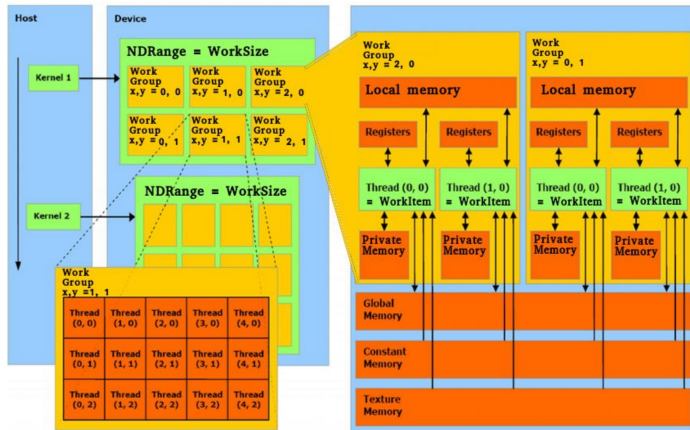 Host
Device
Kernel 1
NDRange = WorkSize
Work
Group
x,y = 0, 0
Work
Group
x,y = 1, 0
Work
Group
x,y = 2, 0
Work
Group
x,y = 0, 1
Work
Group
x,y = 1, 1
Work
Group
x,y = 2, 1
Kernel 2
NDRange = WorkSize
Work
Group
x,y =1, 1
Thread
(0, 0)
Thread
(1, 0)
Thread
(2, 0)
Thread
(3, 0)
Thread
(4, 0)
Thread
(0, 1)
Thread
(1, 1)
Thread
(2, 1)
Thread
(3, 1)
Thread
(4, 1)
Thread
(0, 2)
Thread
(1, 2)
Thread
(2, 2)
Thread
(3, 2)
Thread
(4, 2)
Work
Group
x,y = 2, 0
Local memory
Registers
Registers
Thread (0, 0)
= WorkItem
Thread (1, 0)
= WorkItem
Private
Memory
Private
Memory
Work
Group
x,y = 0, 1
Local memory
Registers
Registers
Thread (0, 0)
= WorkItem
Thread (1, 0)
= WorkItem
Private
Memory
Private
Memory
Global
Memory
Constant
Memory
Texture
Memory